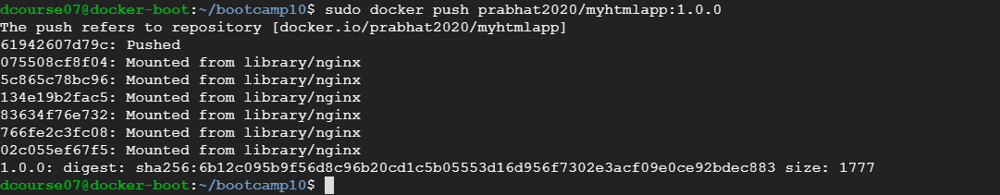 dcourse07@docker-boot:~/bootcamp10$ sudo docker push prabhat2020/myhtmlapp:1.0.0
The push refers to repository [docker.io/prabhat2020/myhtmlapp]
61942607d79c: Pushed
075508cf8f04: Mounted from library/nginx
5c865c78bc96: Mounted from library/nginx
134e19b2fac5: Mounted from library/nginx
83634f76e732: Mounted from library/nginx
766fe2c3fc08: Mounted from library/nginx
02c055ef67f5: Mounted from library/nginx
1.0.0: digest: sha256:6b12c095b9f56d8c96b20cd1c5b05553d16d956f7302e3acf09e0ce92bdec883 size: 1777
dcourse07@docker-boot:~/bootcamp10$